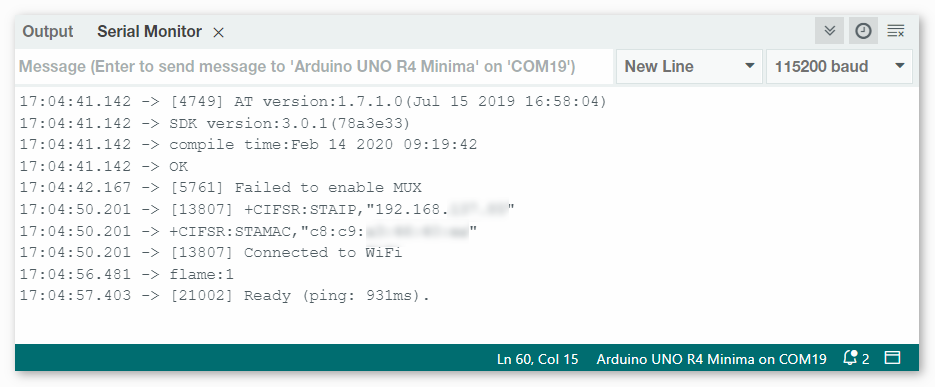 Output Serial Monitor
Message (Enter to send message to 'Arduino UNO R4 Minima' on 'COM19') New Line 115200 baud
17:04:41.142 -> [4749] AT version:1.7.1.0(Jul 15 2019 16:58:04)
17:04:41.142 -> SDK version:3.0.1(78a3e33)
17:04:41.142 -> compile time:Feb 14 2020 09:19:42
17:04:41.142 -> OK
17:04:42.167 -> [5761] Failed to enable MUX
17:04:50.201 -> [13807] +CIFSR:STAIP,"192.168. "
17:04:50.201 -> +CIFSR:STAMAC,"c8:c9: "
17:04:50.201 -> [13807] Connected to WiFi
17:04:56.481 -> flame:1
17:04:57.403 -> [21002] Ready (ping: 931ms).
Ln 60, Col 15 Arduino UNO R4 Minima on COM19 2